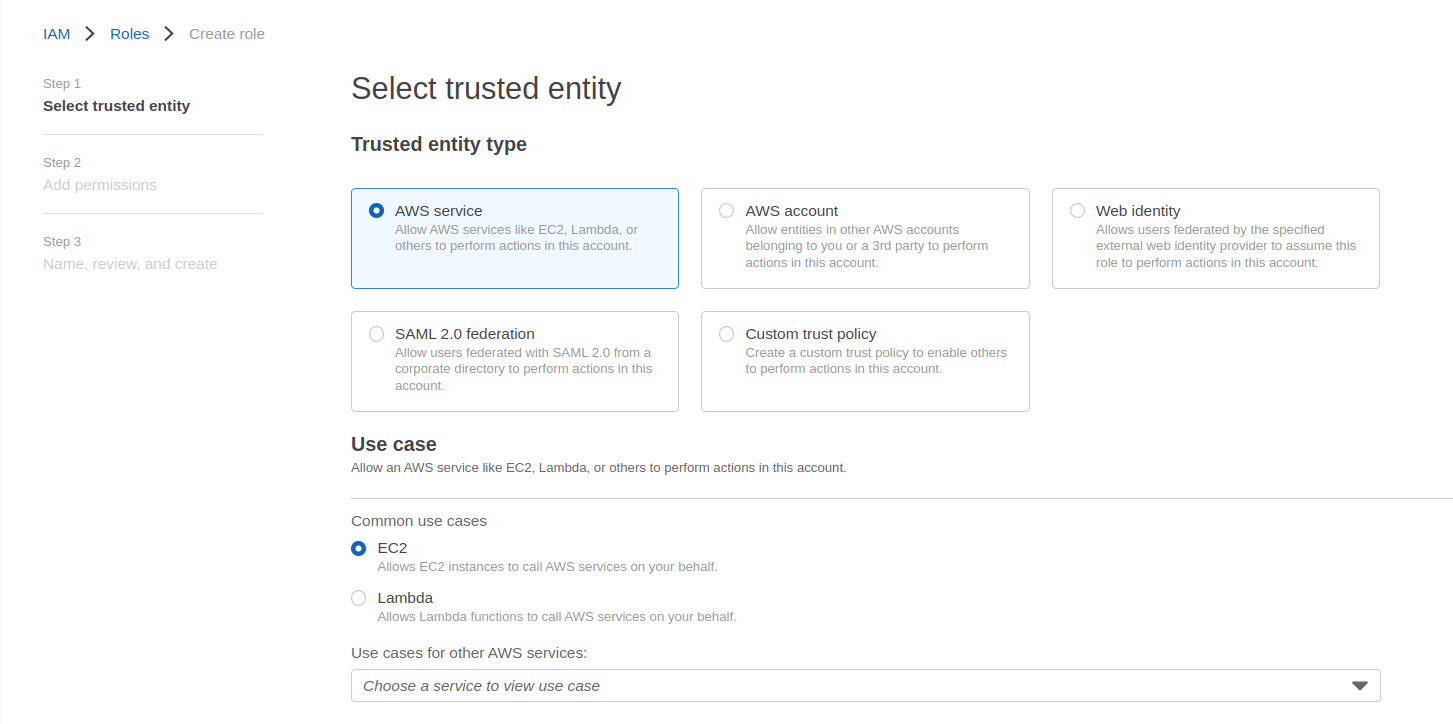 IAM > Roles > Create role
Step 1
Select trusted entity
Step 2
Add permissions
Step 3
Name, review, and create
Select trusted entity
Trusted entity type
AWS service
Allow AWS services like EC2, Lambda, or
others to perform actions in this account.
AWS account
Allow entities in other AWS accounts
belonging to you or a 3rd party to perform
actions in this account.
Web identity
Allows users federated by the specified
external web identity provider to assume this
role to perform actions in this account.
SAML 2.0 federation
Allow users federated with SAML 2.0 from a
corporate directory to perform actions in this
account.
Custom trust policy
Create a custom trust policy to enable others
to perform actions in this account.
Use case
Allow an AWS service like EC2, Lambda, or others to perform actions in this account.
Common use cases
EC2
Allows EC2 instances to call AWS services on your behalf.
Lambda
Allows Lambda functions to call AWS services on your behalf.
Use cases for other AWS services:
Choose a service to view use case